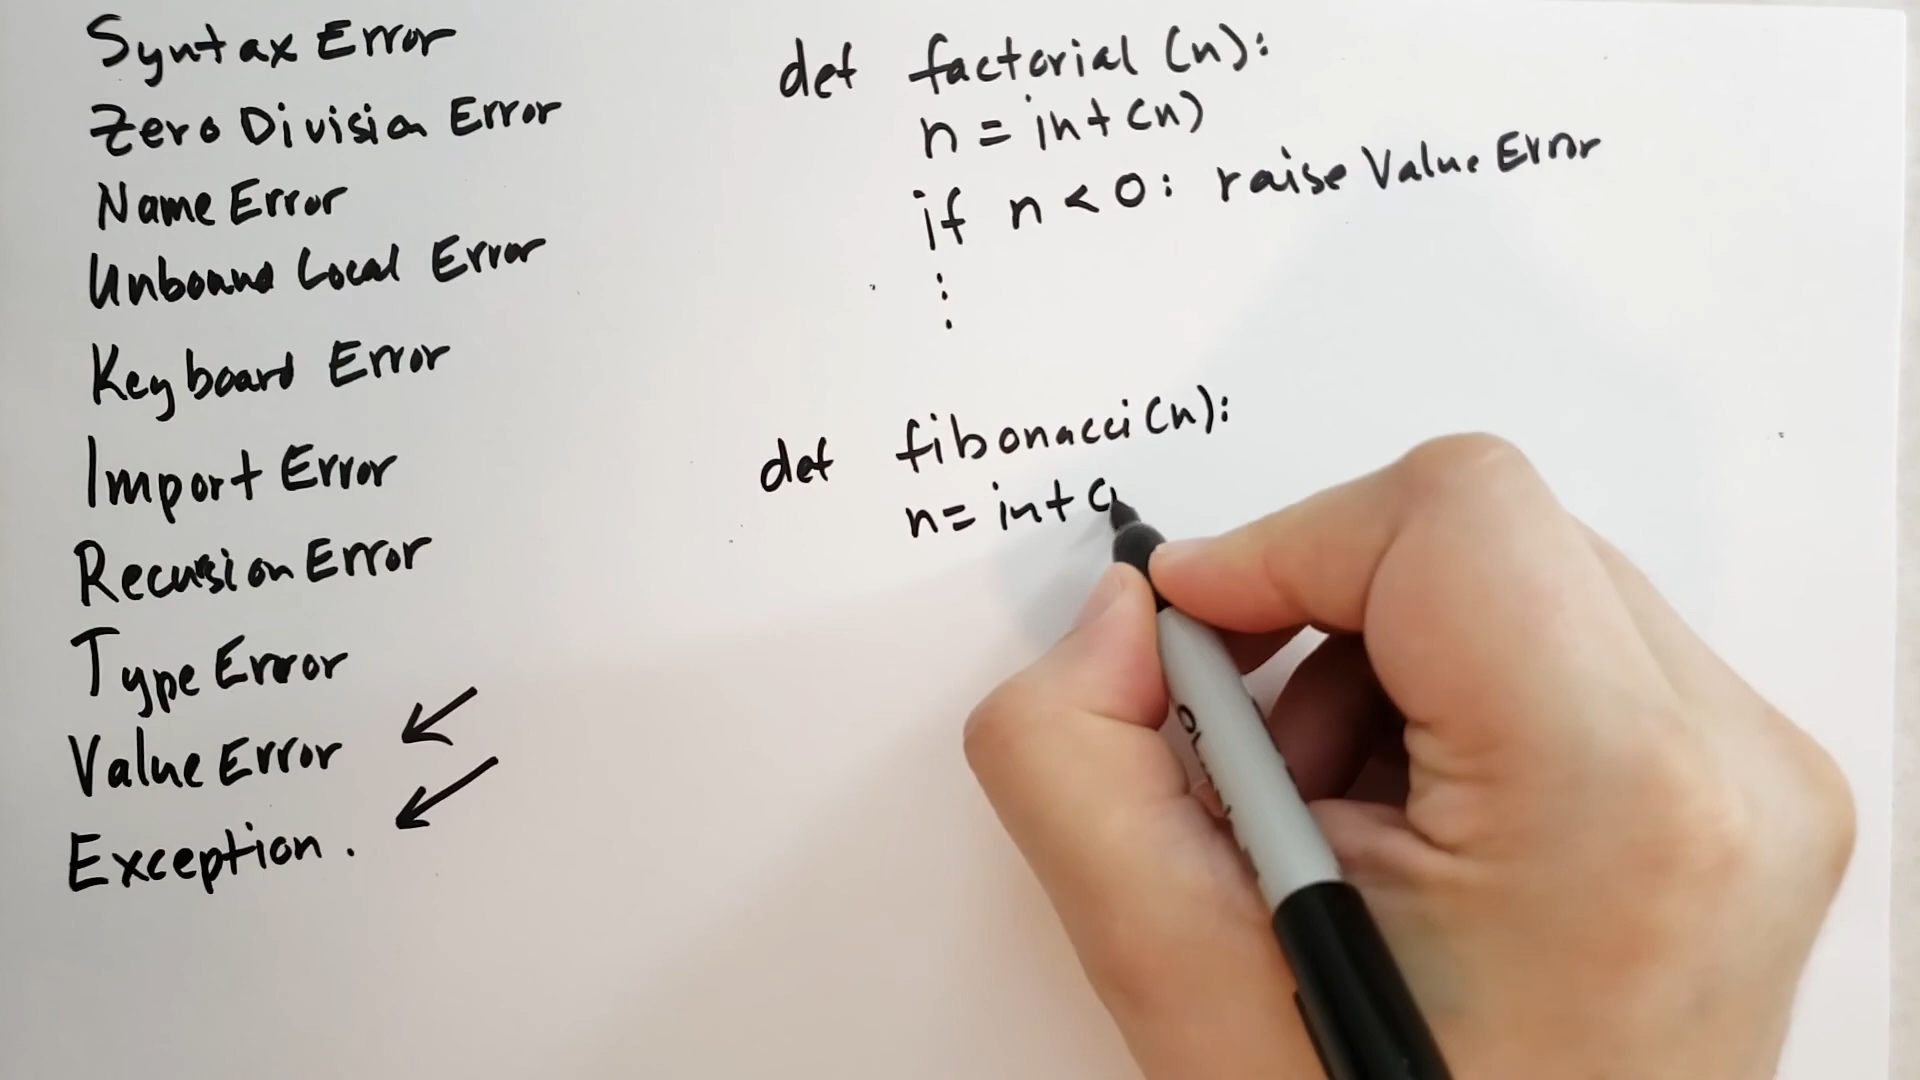 Syntax Error
Zero Division Error
Name Error
Unbound Local Error
Keyboard Error
Import Error
Recursion Error
Type Error
Value Error
Exception.
def factorial (n):
n = int (n)
if n < 0: raise Value Error
:
def fibonacci (n):
n = int (